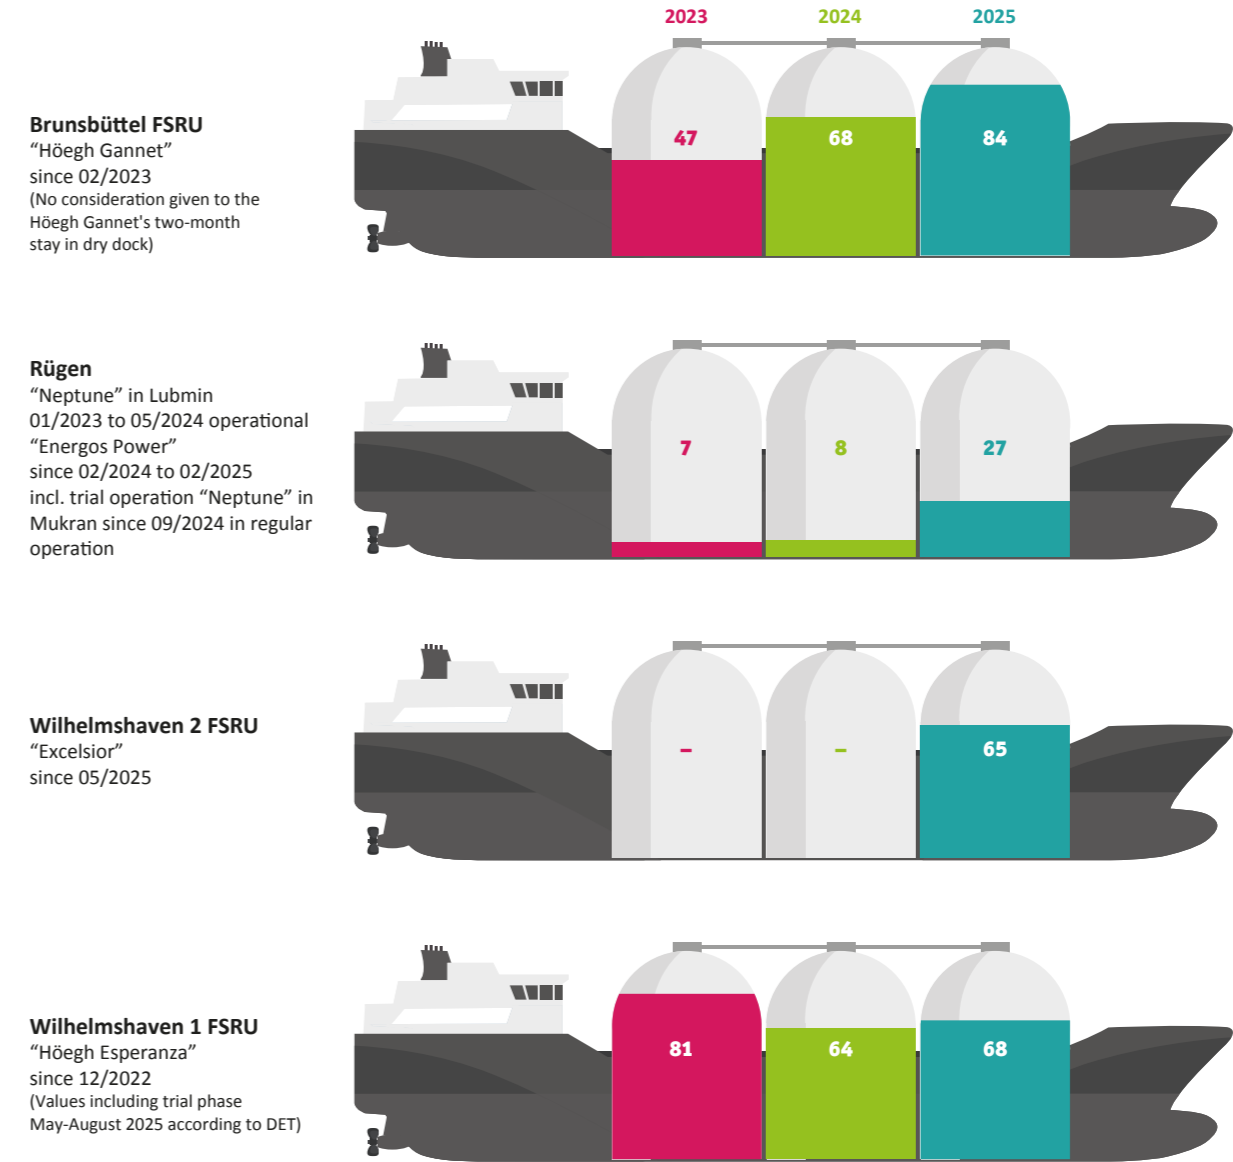 2023 2024 2025
Brunsbüttel FSRU
“Höegh Gannet”
since 02/2023
(No consideration given to the
Höegh Gannet's two-month
stay in dry dock)
47 68 84
Rügen
“Neptune” in Lubmin
01/2023 to 05/2024 operational
“Energos Power”
since 02/2024 to 02/2025
incl. trial operation “Neptune” in
Mukran since 09/2024 in regular
operation
7 8 27
Wilhelmshaven 2 FSRU
“Excelsior”
since 05/2025
– – 65
Wilhelmshaven 1 FSRU
“Höegh Esperanza”
since 12/2022
(Values including trial phase
May-August 2025 according to DET)
81 64 68